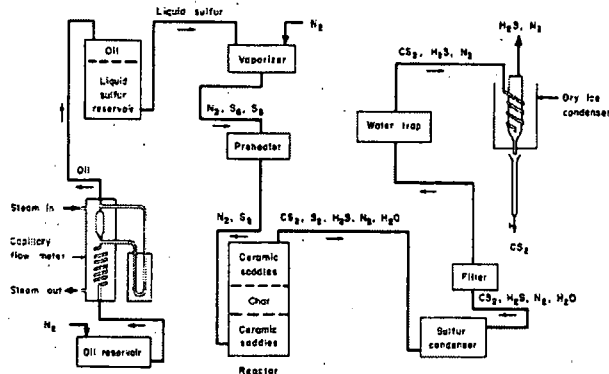 Liquid sulfur
N₂
Oil
Liquid
sulfur
reservoir
Vaporizer
N₂, S₆, S₈
Preheater
Oil
Steam in
Capillary
flow meter
Steam out
N₂
Oil reservoir
N₂, S₂
Ceramic
saddles
Char
Ceramic
saddles
Reactor
CS₂, S₂, H₂S, N₂, H₂O
Sulfur
condenser
CS₂, H₂S, N₂, H₂O
Filter
Water trap
CS₂, H₂S, N₂
H₂S, N₂
Dry ice
condenser
CS₂